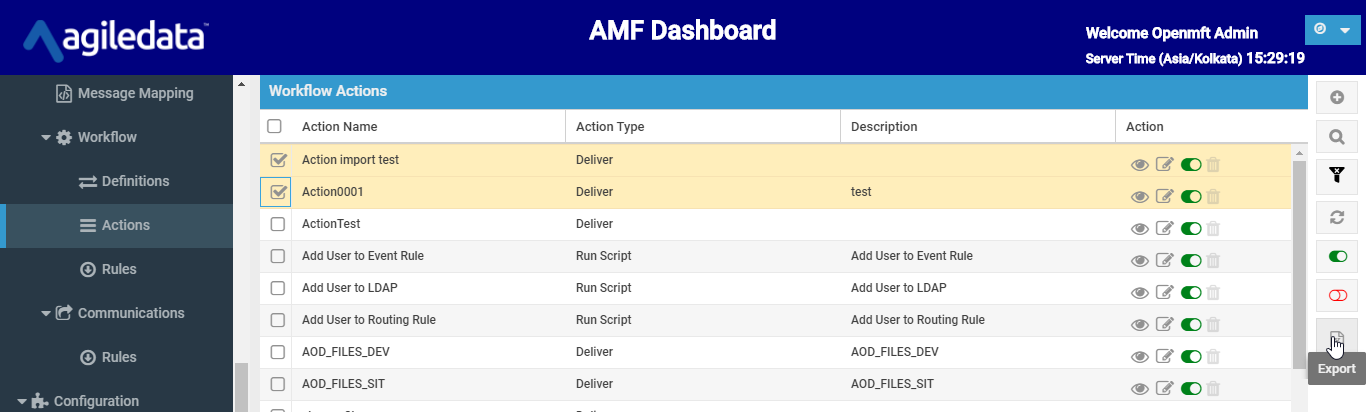 agiledata™
AMF Dashboard
Welcome Openmft Admin
Server Time (Asia/Kolkata) 15:29:19
Message Mapping
Workflow
Definitions
Actions
Rules
Communications
Rules
Configuration
Workflow Actions
Action Name Action Type Description Action
Action import test Deliver
Action0001 Deliver test
ActionTest Deliver
Add User to Event Rule Run Script Add User to Event Rule
Add User to LDAP Run Script Add User to LDAP
Add User to Routing Rule Run Script Add User to Routing Rule
AOD_FILES_DEV Deliver AOD_FILES_DEV
AOD_FILES_SIT Deliver AOD_FILES_SIT
Export